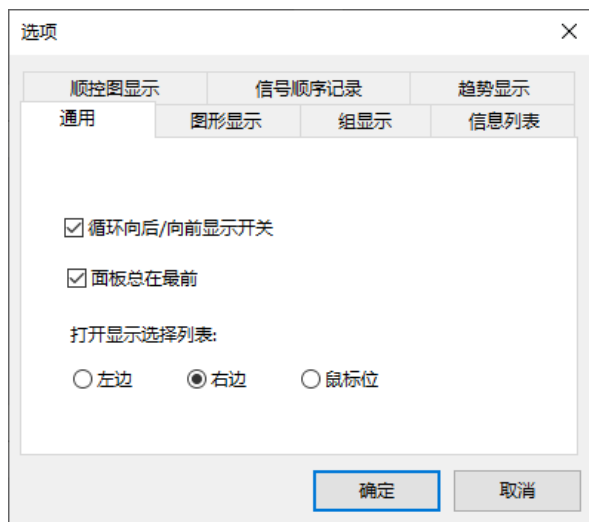 选项
顺控图显示 信号顺序记录 趋势显示
通用 图形显示 组显示 信息列表
循环向后/向前显示开关
面板总在最前
打开显示选择列表:
左边 右边 鼠标位
确定 取消